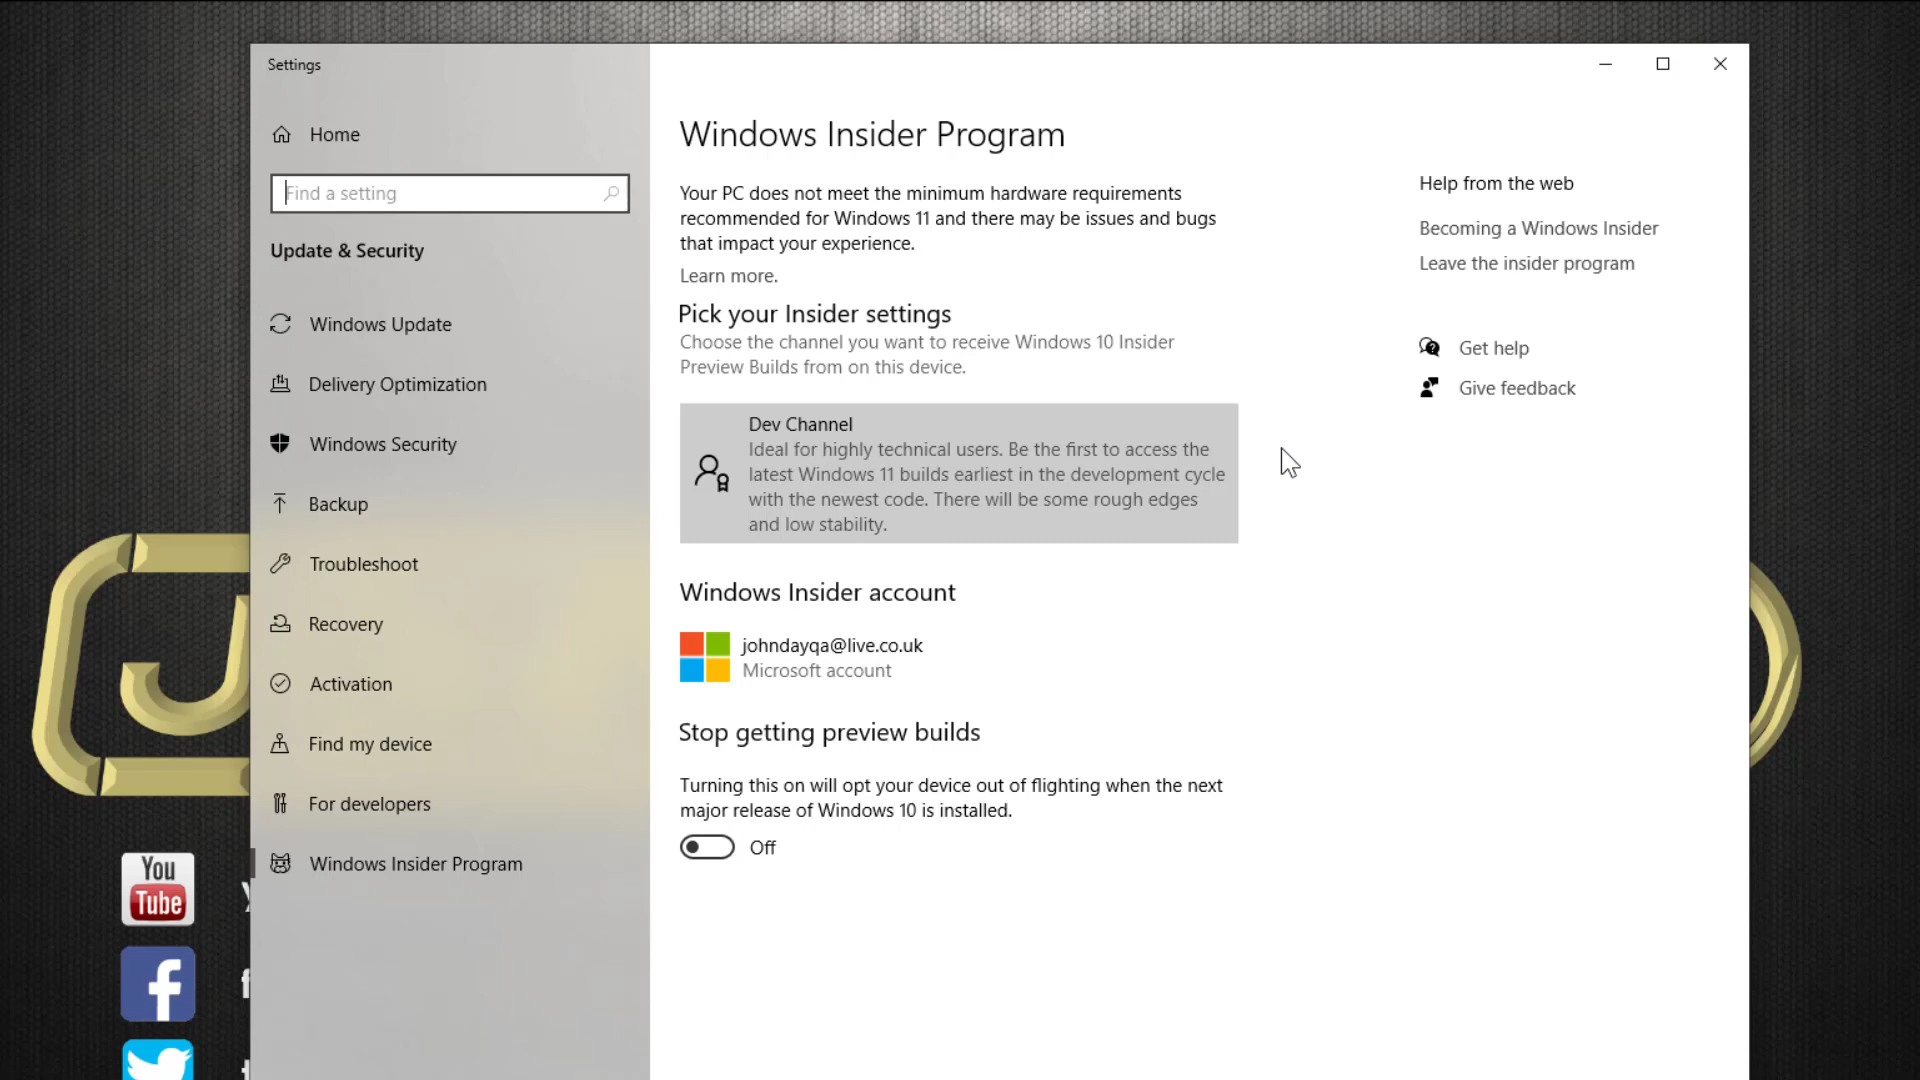 Settings
Home
Find a setting
Update & Security
Windows Update
Delivery Optimization
Windows Security
Backup
Troubleshoot
Recovery
Activation
Find my device
For developers
Windows Insider Program
Windows Insider Program
Your PC does not meet the minimum hardware requirements
recommended for Windows 11 and there may be issues and bugs
that impact your experience.
Learn more.
Pick your Insider settings
Choose the channel you want to receive Windows 10 Insider
Preview Builds from on this device.
Dev Channel
Ideal for highly technical users. Be the first to access the
latest Windows 11 builds earliest in the development cycle
with the newest code. There will be some rough edges
and low stability.
Windows Insider account
johndayqa@live.co.uk
Microsoft account
Stop getting preview builds
Turning this on will opt your device out of flighting when the next
major release of Windows 10 is installed.
Off
Help from the web
Becoming a Windows Insider
Leave the insider program
Get help
Give feedback
J
You
Tube
f